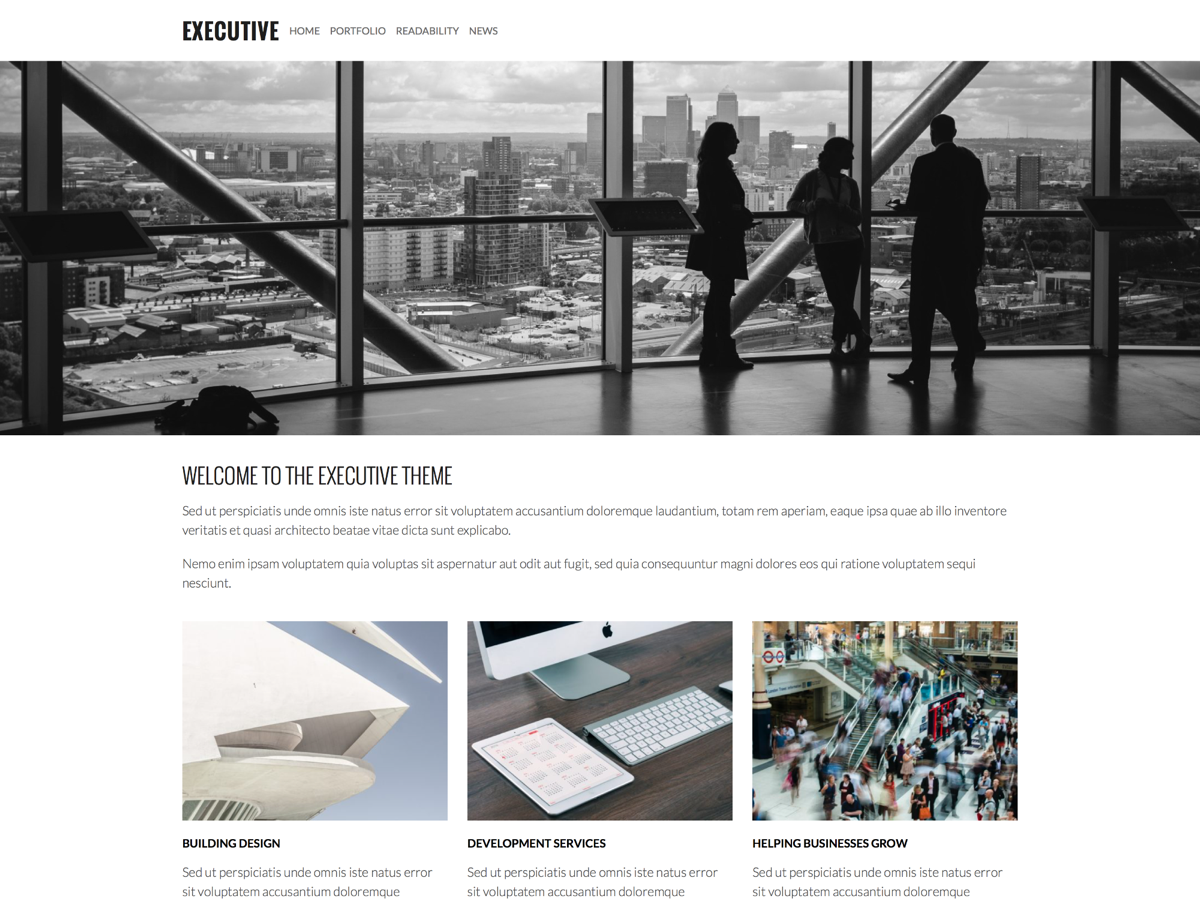 EXECUTIVE HOME PORTFOLIO READABILITY NEWS
WELCOME TO THE EXECUTIVE THEME
Sed ut perspiciatis unde omnis iste natus error sit voluptatem accusantium doloremque laudantium, totam rem aperiam, eaque ipsa quae ab illo inventore
veritatis et quasi architecto beatae vitae dicta sunt explicabo.
Nemo enim ipsam voluptatem quia voluptas sit aspernatur aut odit aut fugit, sed quia consequuntur magni dolores eos qui ratione voluptatem sequi
nesciunt.
BUILDING DESIGN
Sed ut perspiciatis unde omnis iste natus error
sit voluptatem accusantium doloremque
DEVELOPMENT SERVICES
Sed ut perspiciatis unde omnis iste natus error
sit voluptatem accusantium doloremque
HELPING BUSINESSES GROW
Sed ut perspiciatis unde omnis iste natus error
sit voluptatem accusantium doloremque